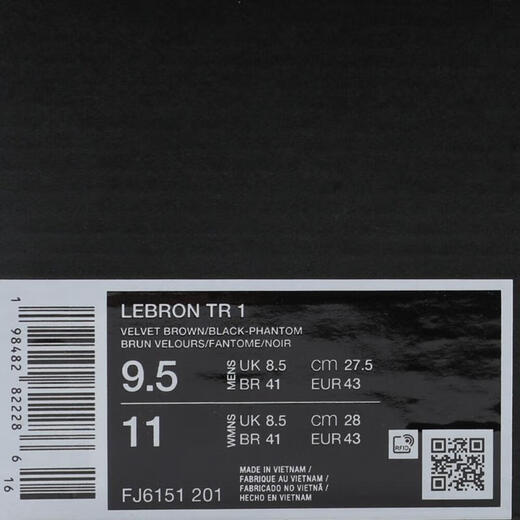 1 98482 82228 6 16
LEBRON TR 1
VELVET BROWN/BLACK-PHANTOM
BRUN VELOURS/FANTOME/NOIR
9.5 MENS UK 8.5 CM 27.5
BR 41 EUR 43
11 WMNS UK 8.5 CM 28
BR 41 EUR 43
MADE IN VIETNAM /
FABRIQUE AU VIETNAM /
FABRICADO NO VIETNÃ /
HECHO EN VIETNAM
FJ6151 201
RFID